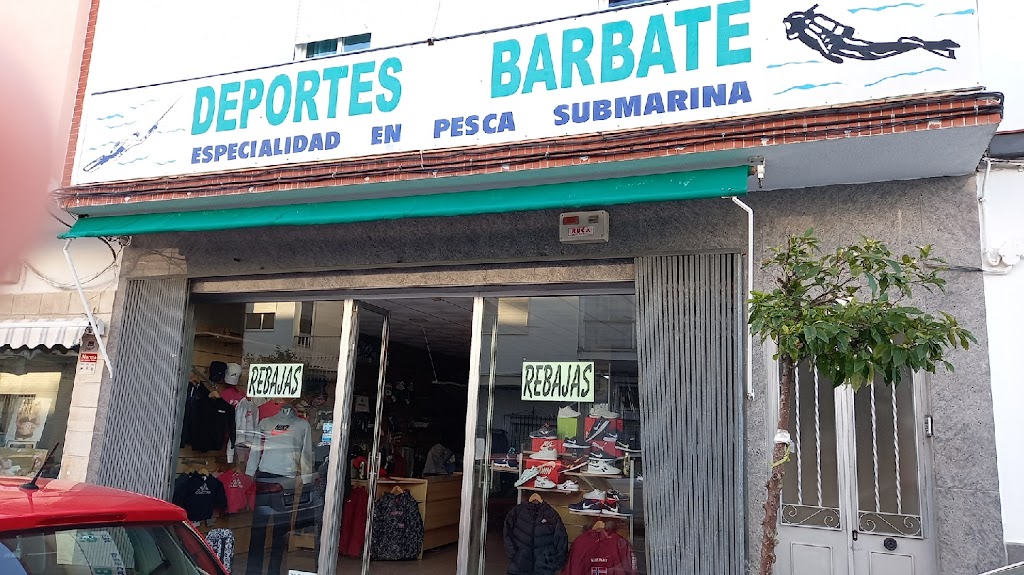 DEPORTES BARBATE
ESPECIALIDAD EN PESCA SUBMARINA
REBAJAS
REBAJAS